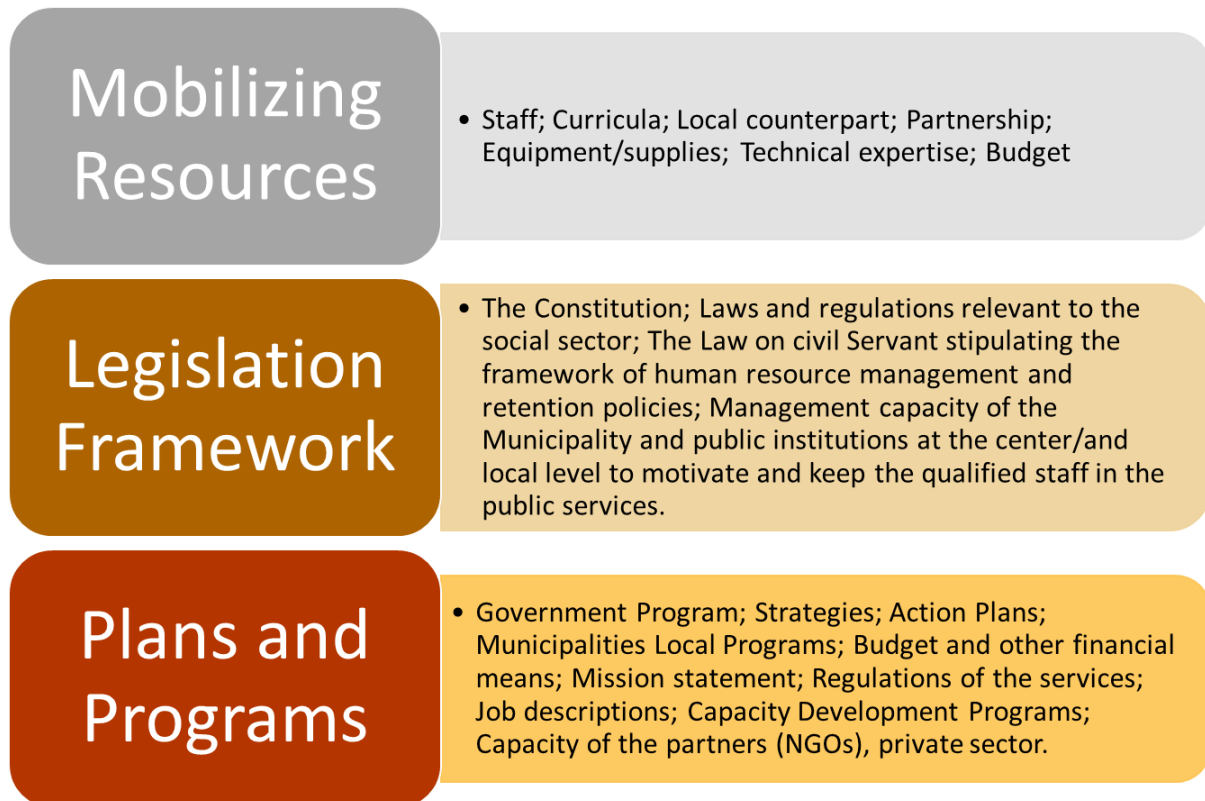 Mobilizing
Resources
• Staff; Curricula; Local counterpart; Partnership;
Equipment/supplies; Technical expertise; Budget
Legislation
Framework
• The Constitution; Laws and regulations relevant to the
social sector; The Law on civil Servant stipulating the
framework of human resource management and
retention policies; Management capacity of the
Municipality and public institutions at the center/and
local level to motivate and keep the qualified staff in the
public services.
Plans and
Programs
• Government Program; Strategies; Action Plans;
Municipalities Local Programs; Budget and other financial
means; Mission statement; Regulations of the services;
Job descriptions; Capacity Development Programs;
Capacity of the partners (NGOs), private sector.